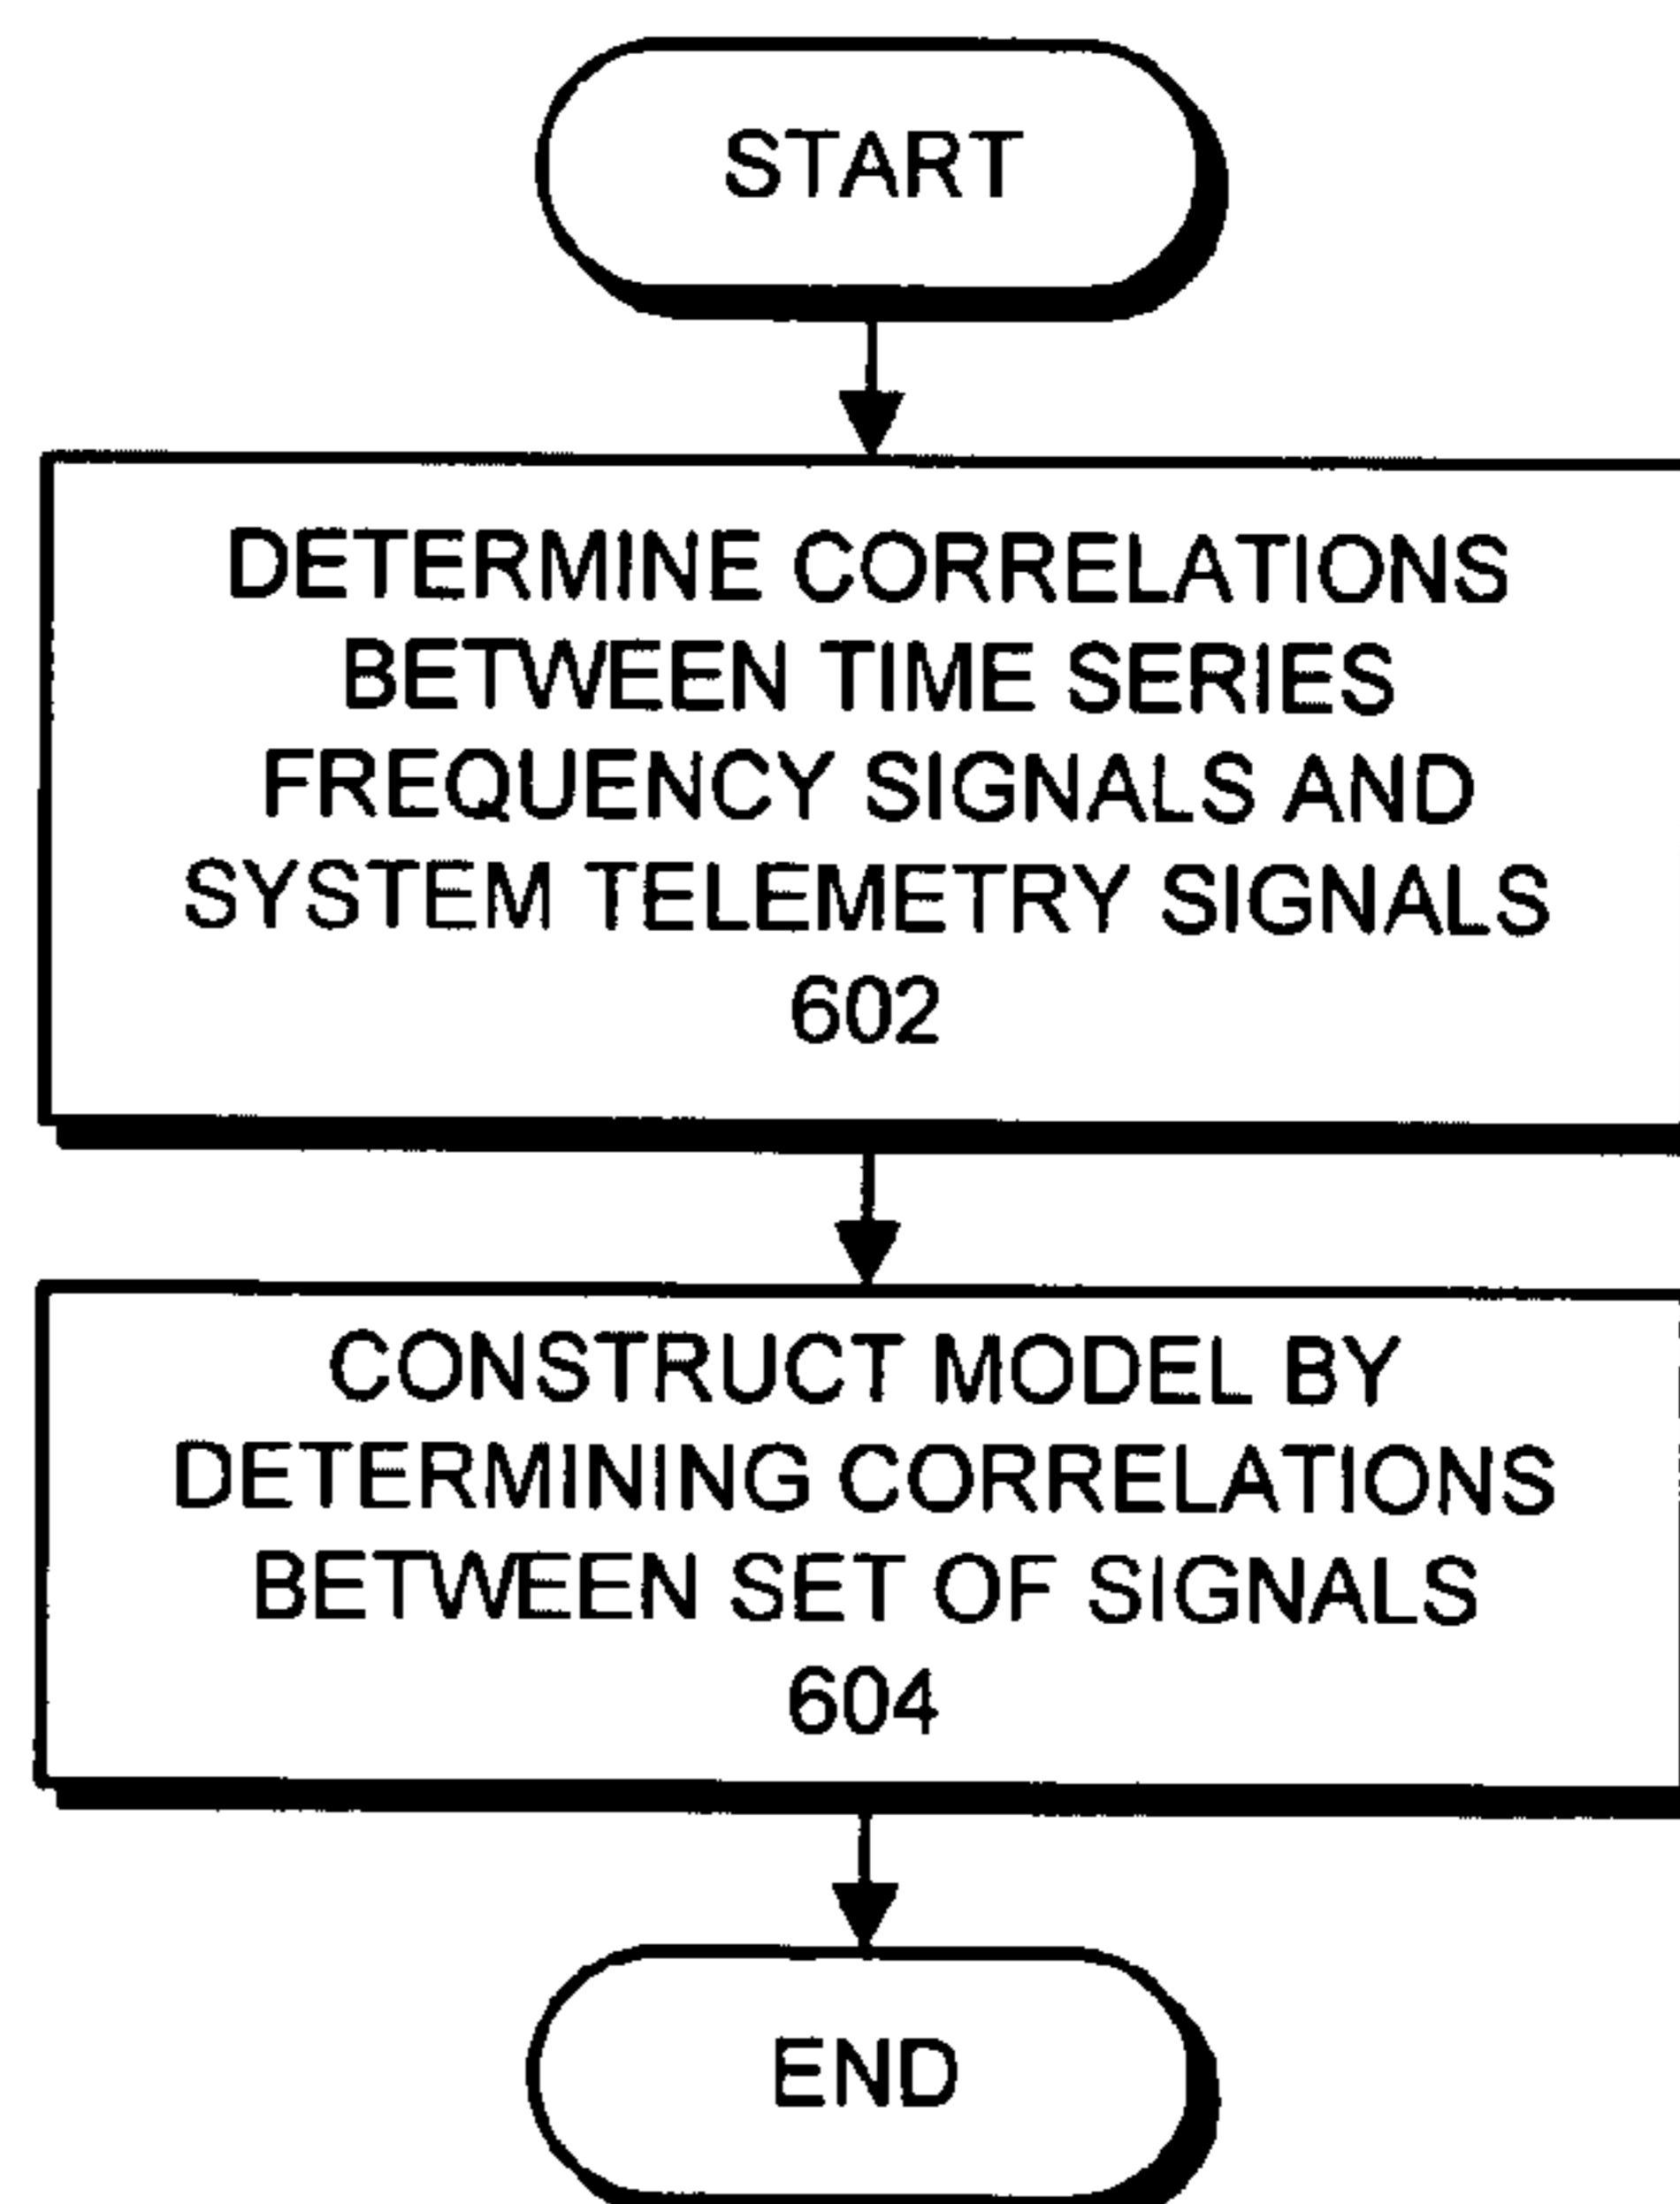 START
DETERMINE CORRELATIONS
BETWEEN TIME SERIES
FREQUENCY SIGNALS AND
SYSTEM TELEMETRY SIGNALS
602
CONSTRUCT MODEL BY
DETERMINING CORRELATIONS
BETWEEN SET OF SIGNALS
604
END